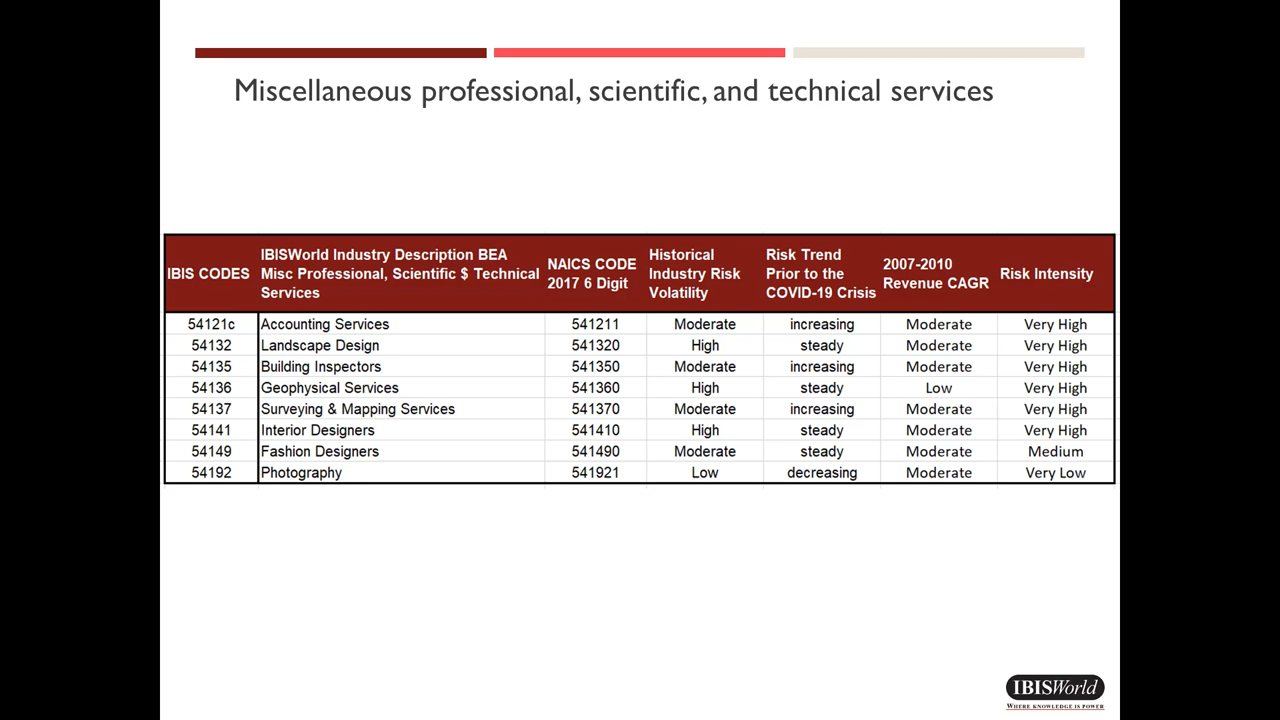 Miscellaneous professional, scientific, and technical services
IBIS CODES | IBISWorld Industry Description BEA Misc Professional, Scientific $ Technical Services | NAICS CODE 2017 6 Digit | Historical Industry Risk Volatility | Risk Trend Prior to the COVID-19 Crisis | 2007-2010 Revenue CAGR | Risk Intensity
54121c | Accounting Services | 541211 | Moderate | increasing | Moderate | Very High
54132 | Landscape Design | 541320 | High | steady | Moderate | Very High
54135 | Building Inspectors | 541350 | Moderate | increasing | Moderate | Very High
54136 | Geophysical Services | 541360 | High | steady | Low | Very High
54137 | Surveying & Mapping Services | 541370 | Moderate | increasing | Moderate | Very High
54141 | Interior Designers | 541410 | High | steady | Moderate | Very High
54149 | Fashion Designers | 541490 | Moderate | steady | Moderate | Medium
54192 | Photography | 541921 | Low | decreasing | Moderate | Very Low
IBISWorld
WHERE KNOWLEDGE IS POWER